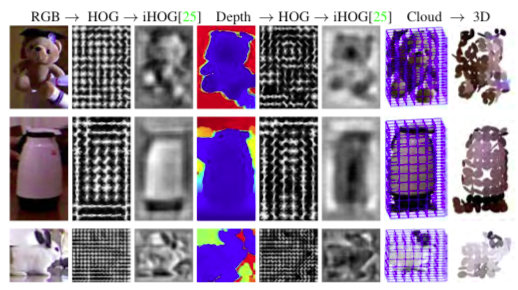 RGB → HOG → iHOG[25] Depth → HOG → iHOG[25] Cloud → 3D